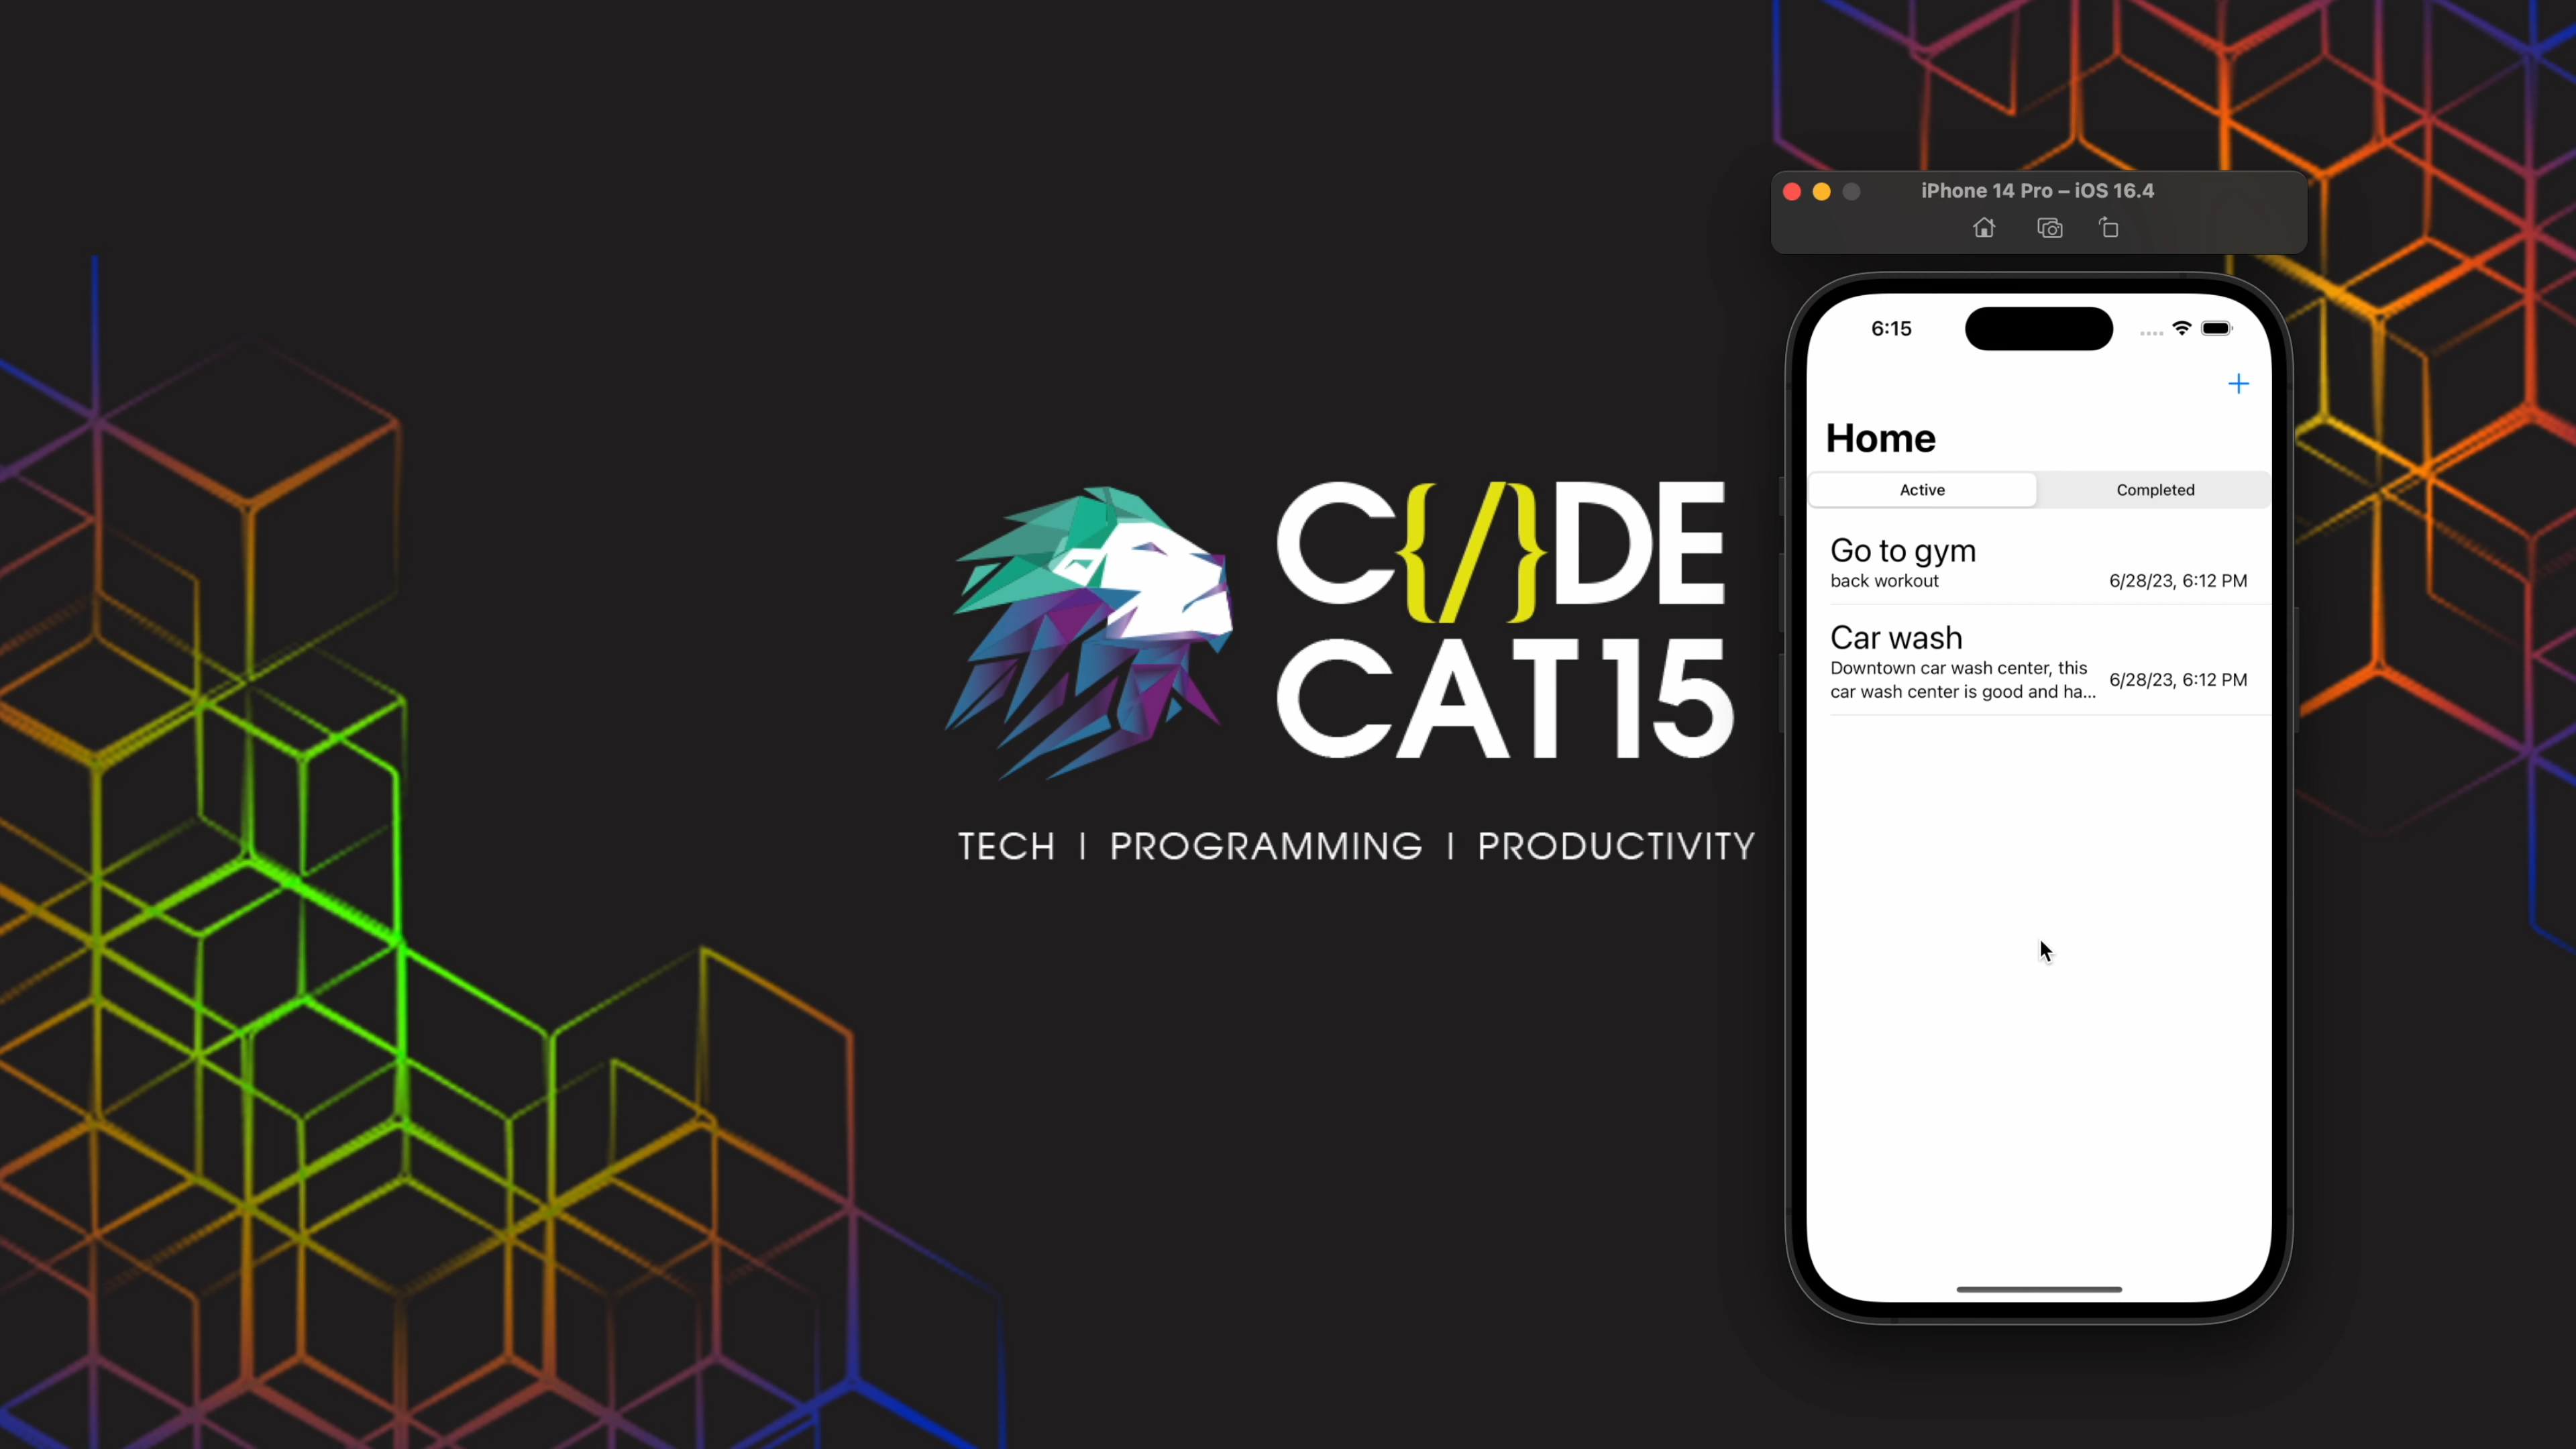 C{/}DE
CAT15
TECH | PROGRAMMING | PRODUCTIVITY
iPhone 14 Pro – iOS 16.4
6:15
Home
Active
Completed
Go to gym
back workout
6/28/23, 6:12 PM
Car wash
Downtown car wash center, this
car wash center is good and ha...
6/28/23, 6:12 PM